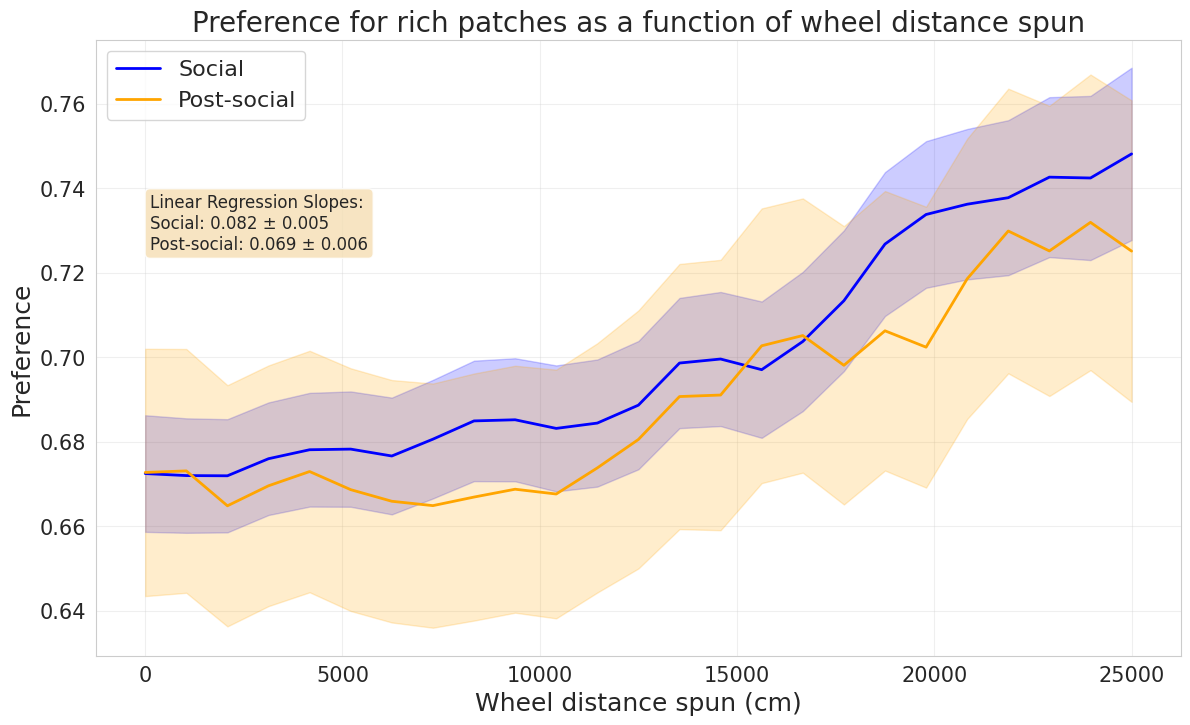 Preference for rich patches as a function of wheel distance spun
Social
Post-social
Linear Regression Slopes:
Social: 0.082 ± 0.005
Post-social: 0.069 ± 0.006
Preference
0.76
0.74
0.72
0.70
0.68
0.66
0.64
0
5000
10000
15000
20000
25000
Wheel distance spun (cm)